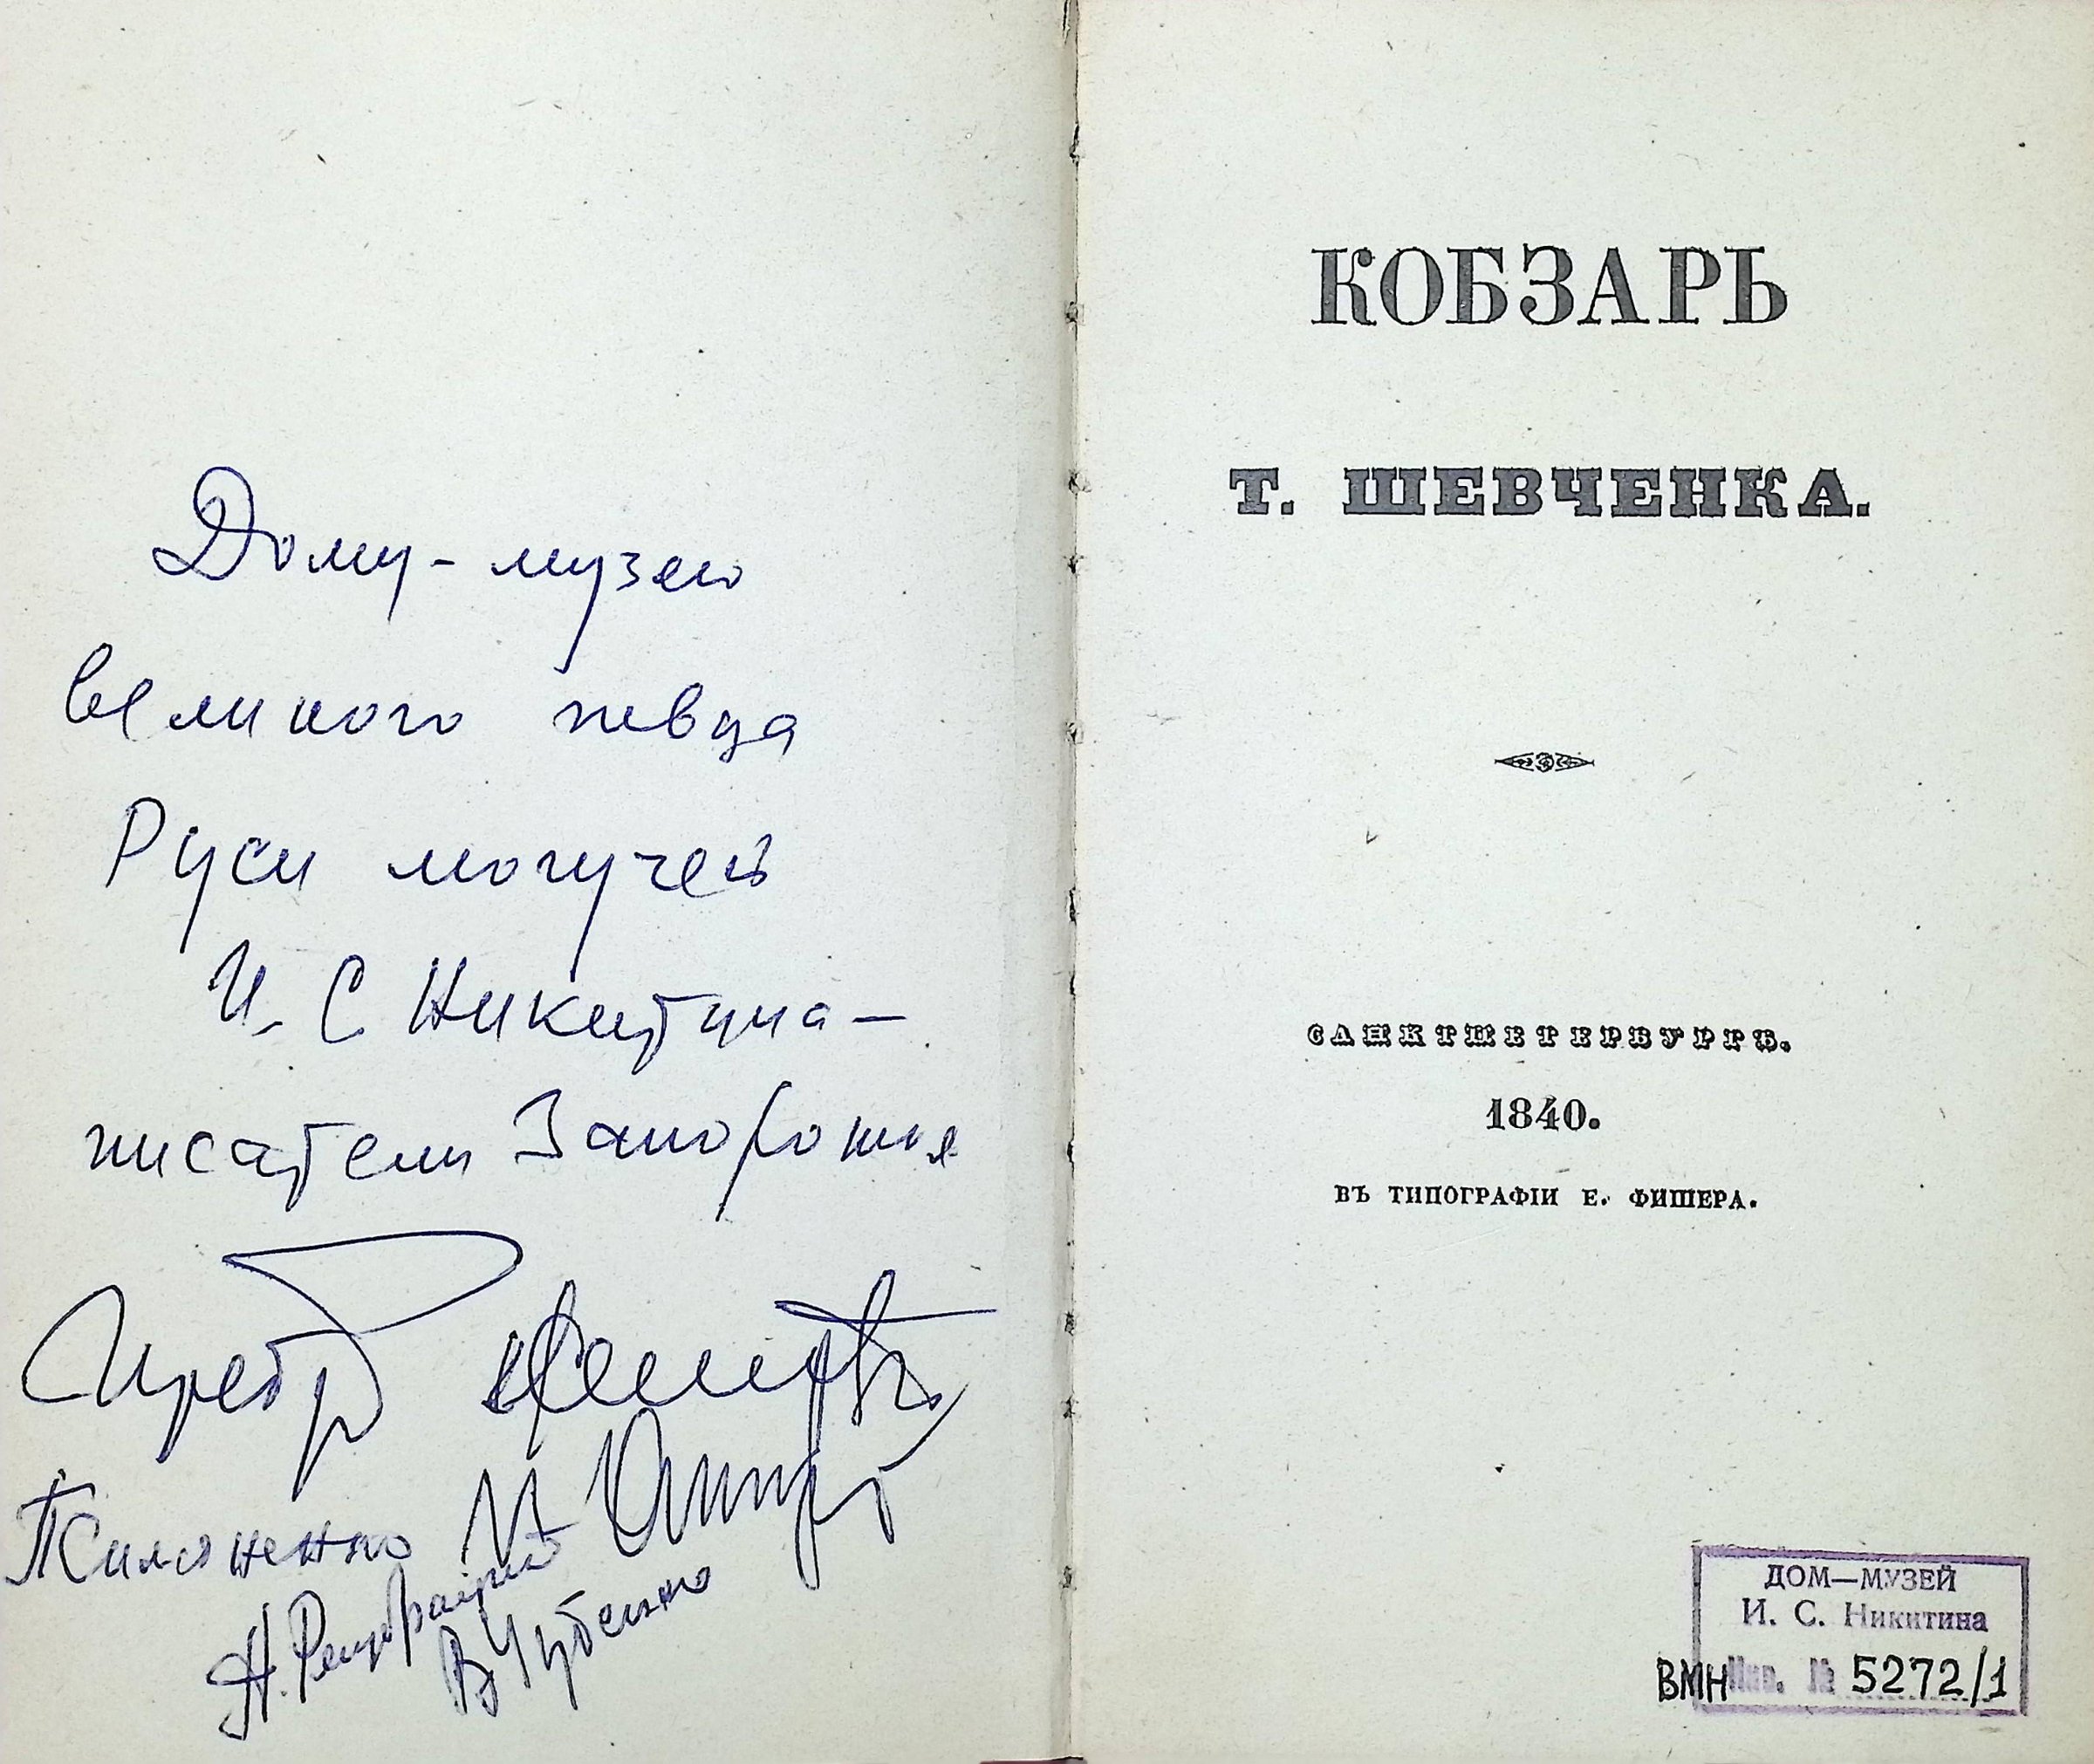 Дому-музею
великого певца
Руси могучей
И. С Никитина —
писатели Запорожья
В Чубенко
КОБЗАРЬ
Т. ШЕВЧЕНКА.
САНКТПЕТЕРБУРГЪ.
1840.
ВЪ ТИПОГРАФІИ Е. ФИШЕРА.
ДОМ—МУЗЕЙ
И. С. Никитина
ВМН Инв. № 5272/1